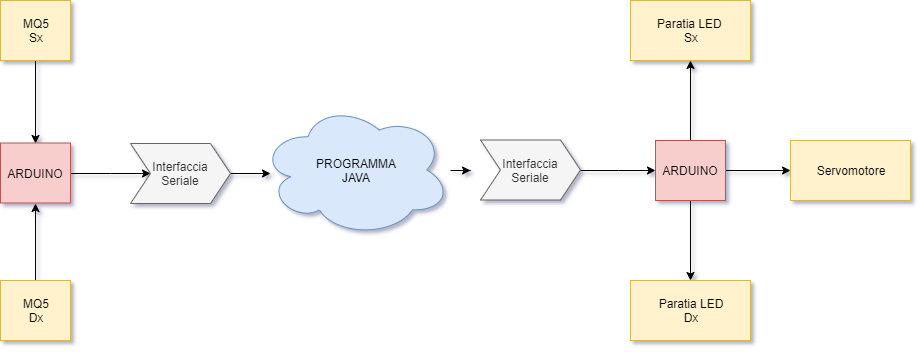 MQ5
Sx
Paratia LED
Sx
ARDUINO
Interfaccia
Seriale
PROGRAMMA
JAVA
Interfaccia
Seriale
ARDUINO
Servomotore
MQ5
Dx
Paratia LED
Dx